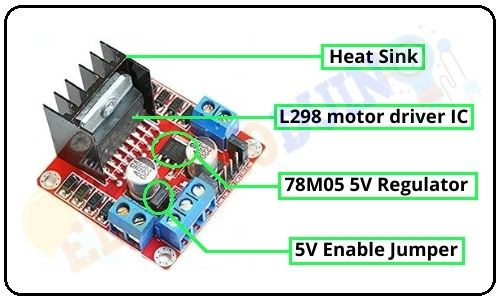 Heat Sink
L298 motor driver IC
78M05 5V Regulator
5V Enable Jumper